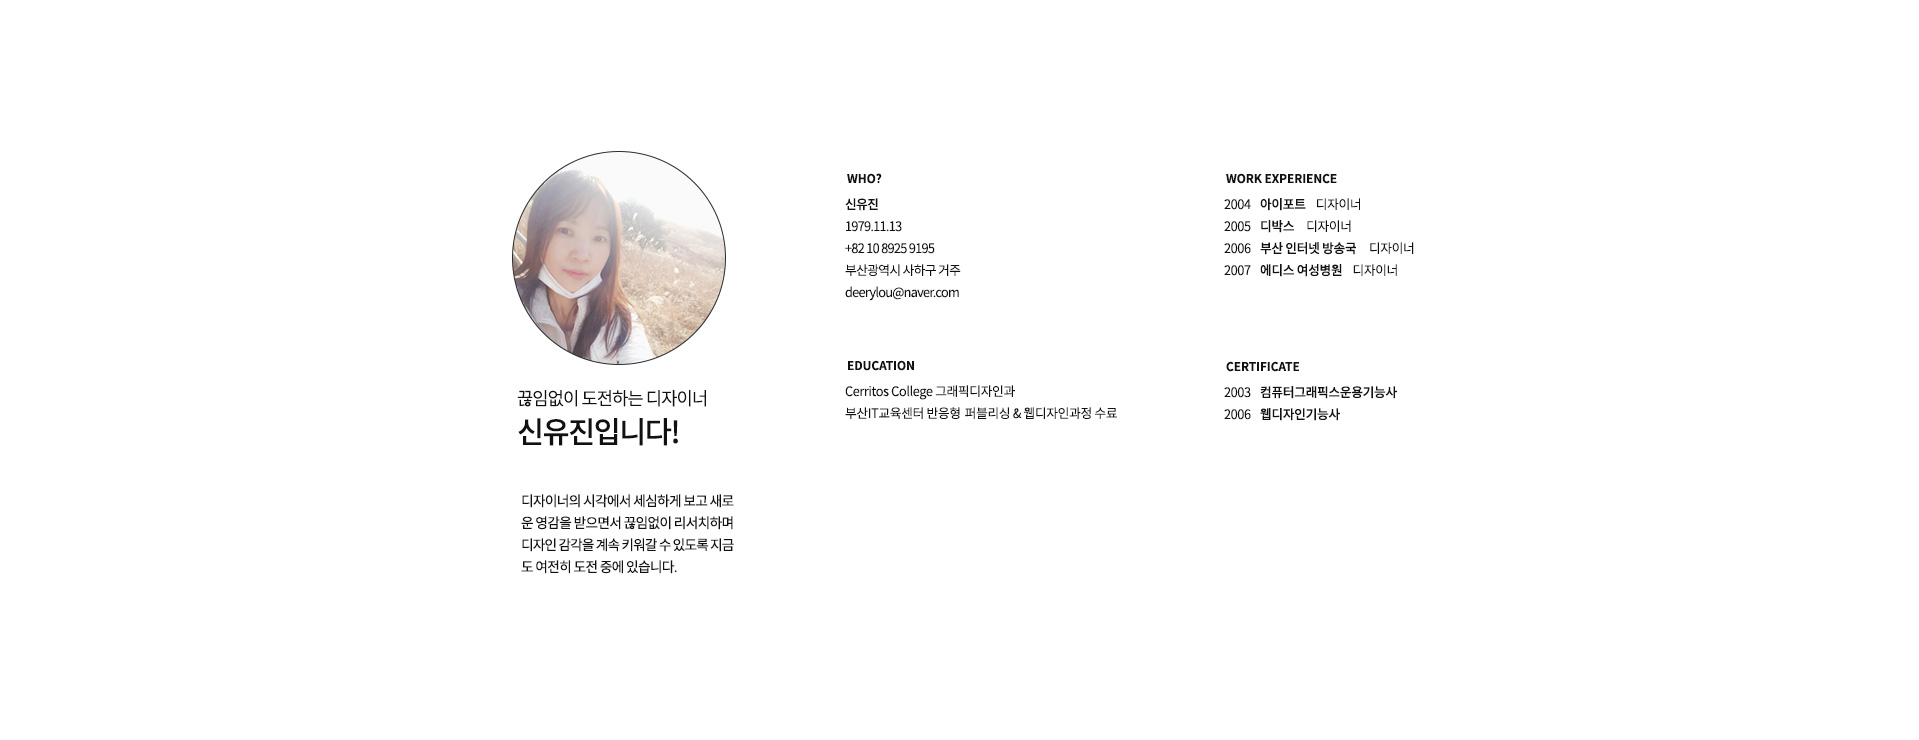 끊임없이 도전하는 디자이너
신유진입니다!
디자이너의 시각에서 세심하게 보고 새로
운 영감을 받으면서 끊임없이 리서치하며
디자인 감각을 계속 키워갈 수 있도록 지금
도 여전히 도전 중에 있습니다.
WHO?
신유진
1979.11.13
+82 10 8925 9195
부산광역시 사하구 거주
deerylou@naver.com
EDUCATION
Cerritos College 그래픽디자인과
부산IT교육센터 반응형 퍼블리싱 & 웹디자인과정 수료
WORK EXPERIENCE
2004 아이포트 디자이너
2005 디박스 디자이너
2006 부산 인터넷 방송국 디자이너
2007 에디스 여성병원 디자이너
CERTIFICATE
2003 컴퓨터그래픽스운용기능사
2006 웹디자인기능사